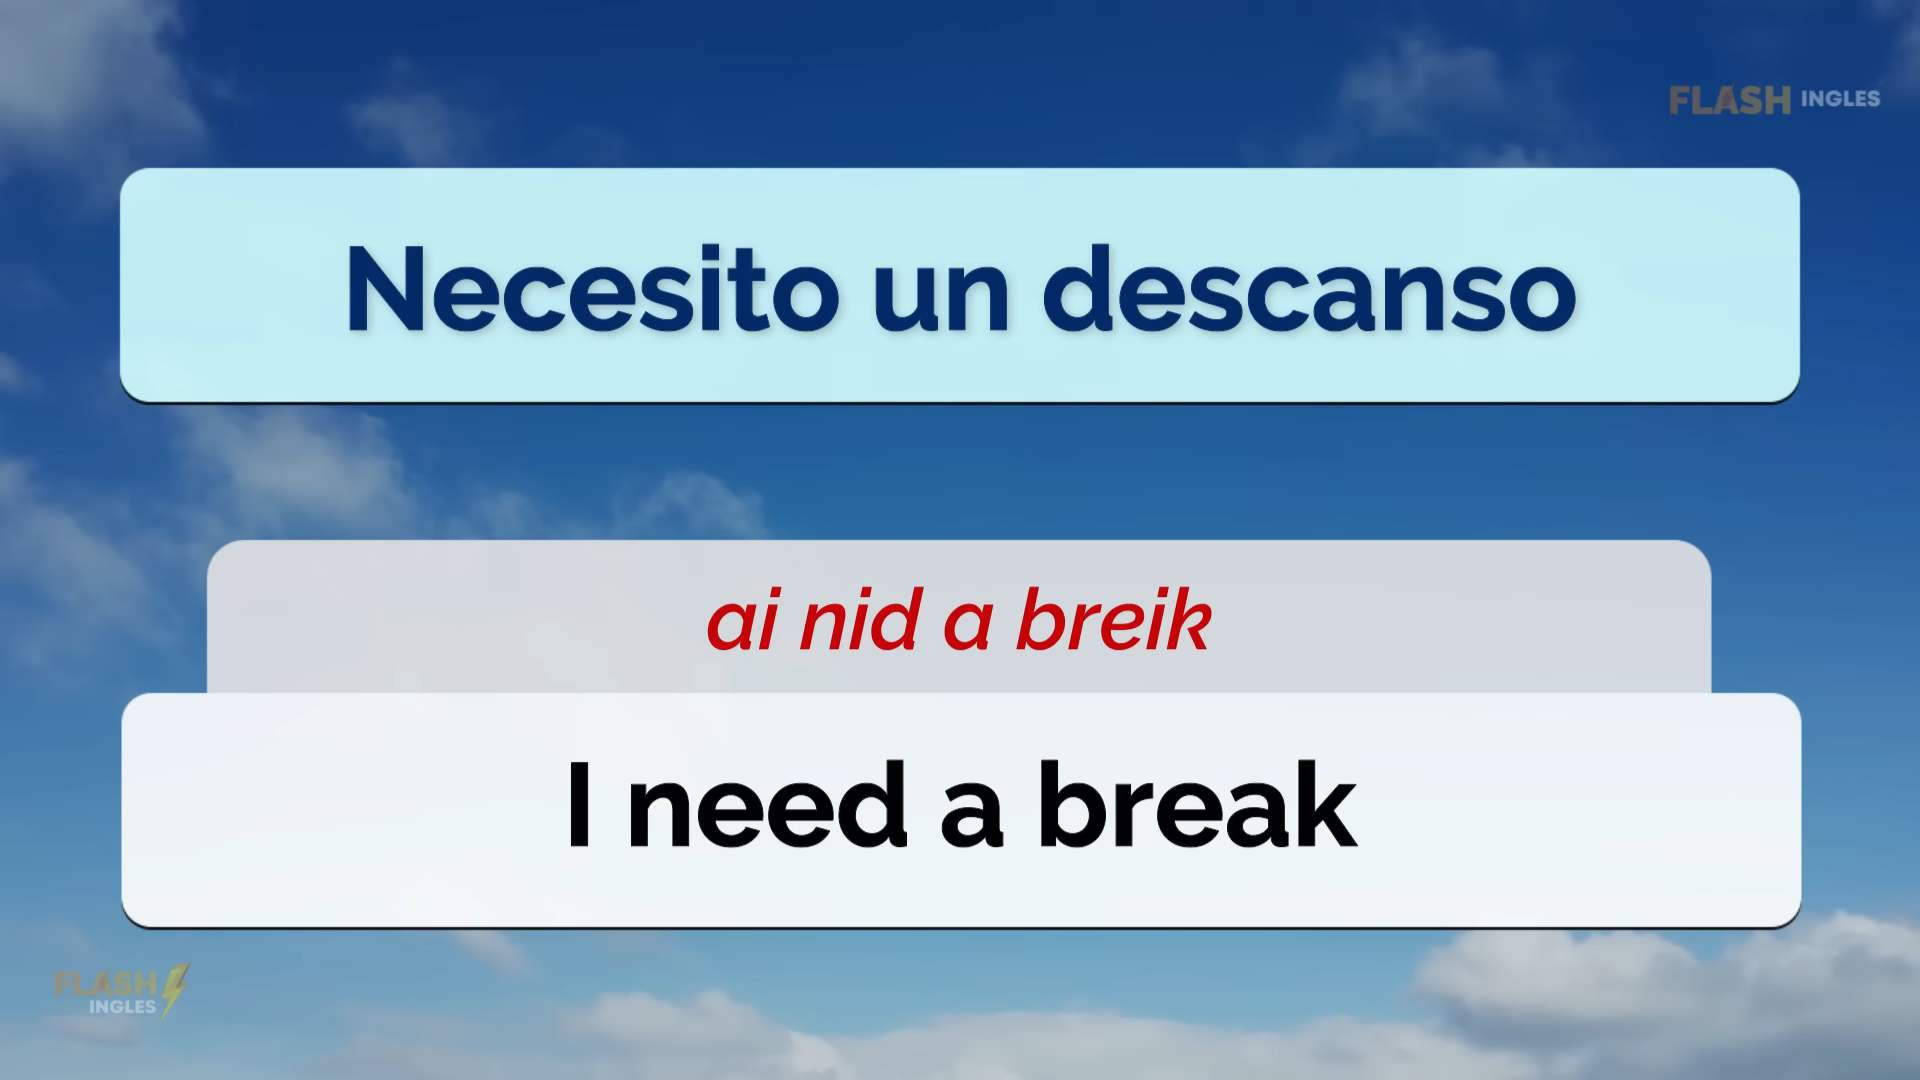 FLASH INGLES
Necesito un descanso
ai nid a breik
I need a break
FLASH
INGLES